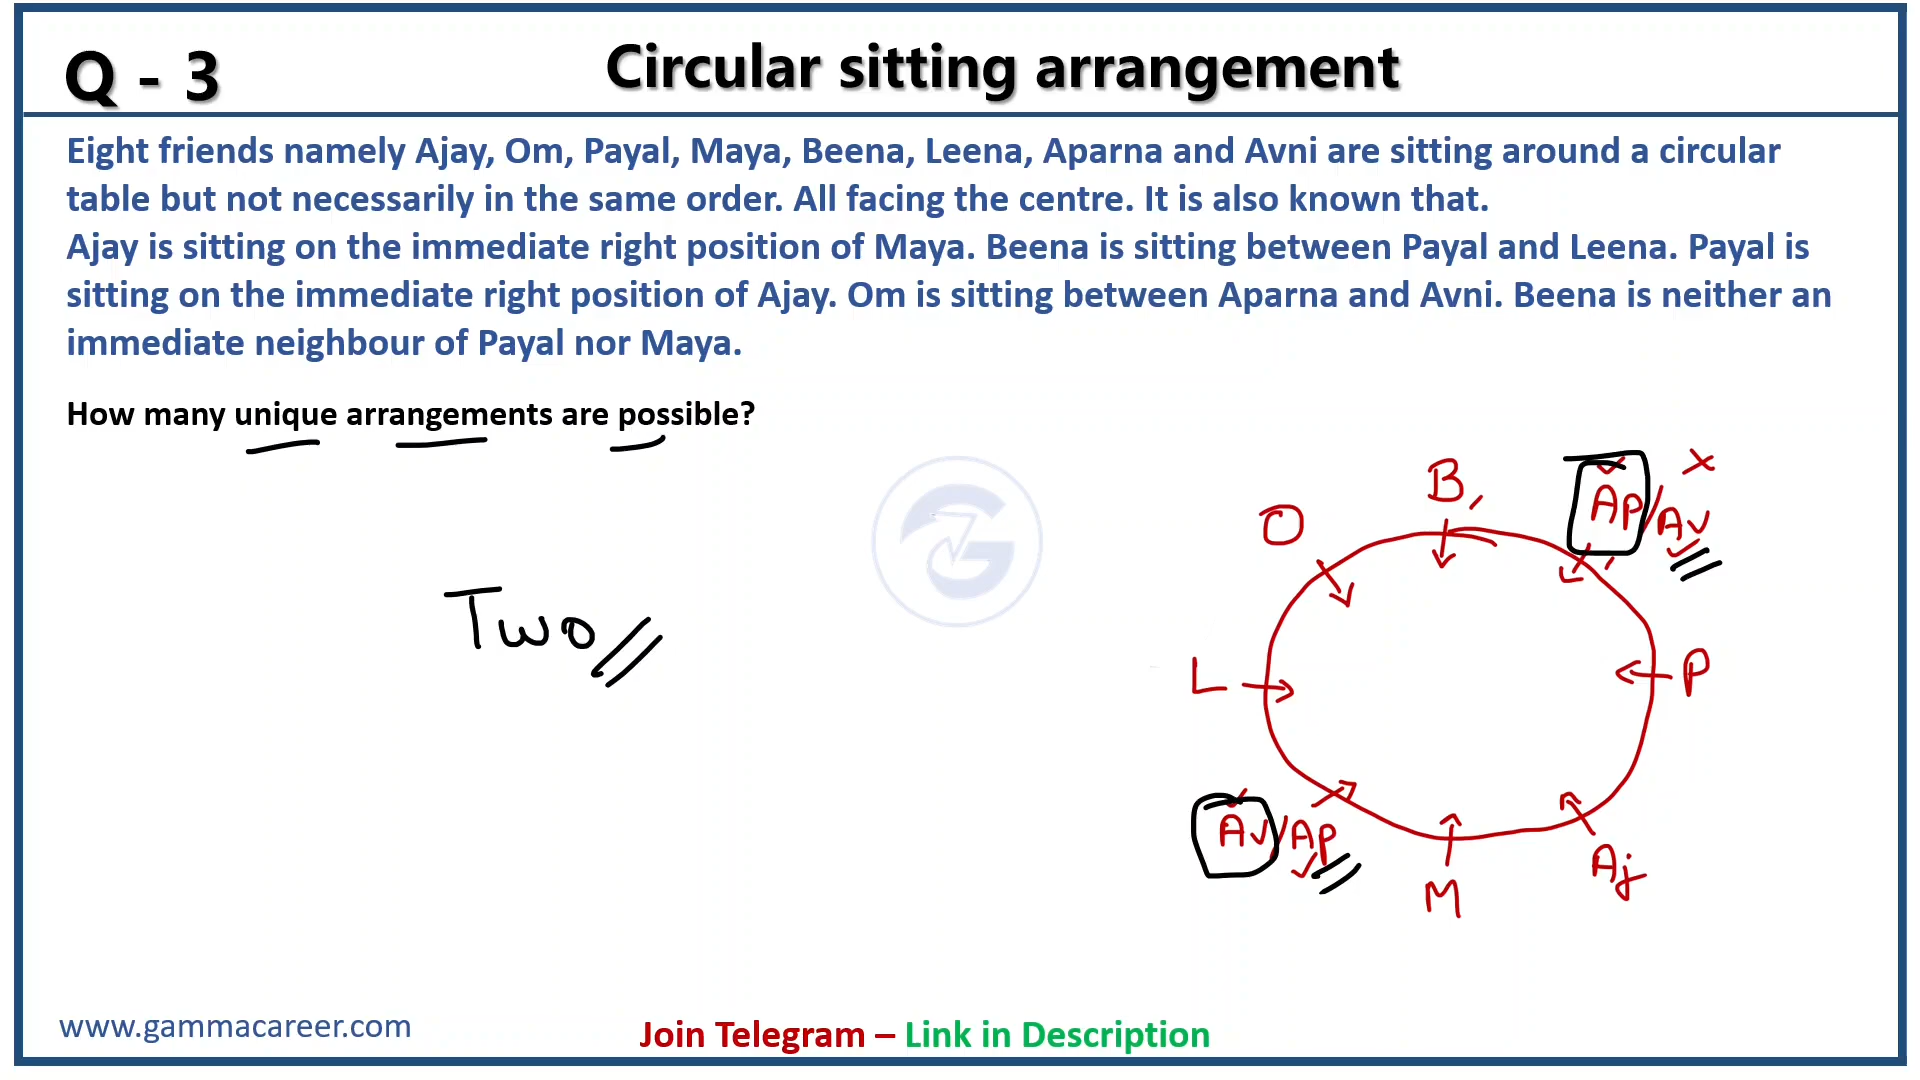 Q - 3
Circular sitting arrangement
Eight friends namely Ajay, Om, Payal, Maya, Beena, Leena, Aparna and Avni are sitting around a circular
table but not necessarily in the same order. All facing the centre. It is also known that.
Ajay is sitting on the immediate right position of Maya. Beena is sitting between Payal and Leena. Payal is
sitting on the immediate right position of Ajay. Om is sitting between Aparna and Avni. Beena is neither an
immediate neighbour of Payal nor Maya.
How many unique arrangements are possible?
B
Ap/Av
O
Two
L
P
Av/Ap
Aj
M
www.gammacareer.com
Join Telegram – Link in Description